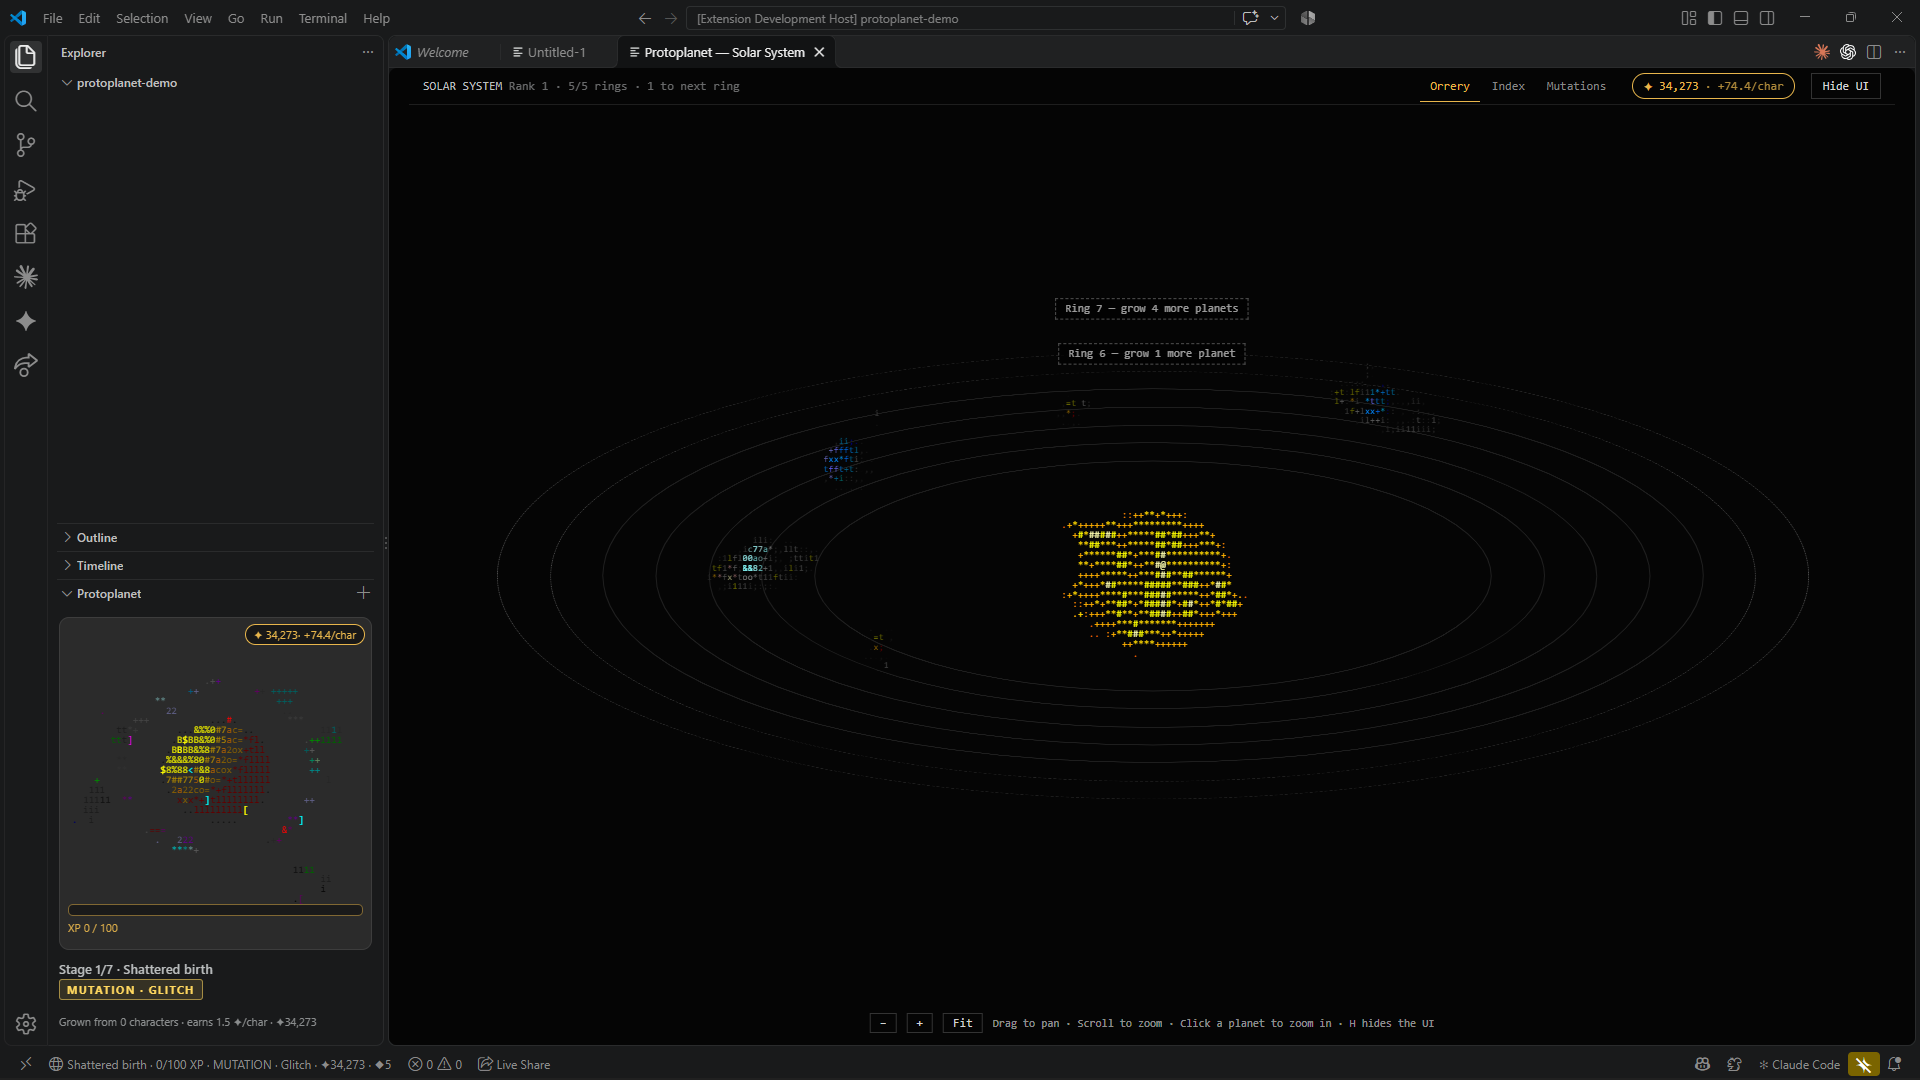 File Edit Selection View Go Run Terminal Help
[Extension Development Host] protoplanet-demo
Explorer
Welcome
Untitled-1
Protoplanet — Solar System
protoplanet-demo
SOLAR SYSTEM Rank 1 · 5/5 rings · 1 to next ring
Orrery
Index
Mutations
✦ 34,273 · +74.4/char
Hide UI
Ring 7 — grow 4 more planets
Ring 6 — grow 1 more planet
Outline
Timeline
Protoplanet
✦ 34,273· +74.4/char
XP 0 / 100
Stage 1/7 · Shattered birth
MUTATION · GLITCH
Grown from 0 characters · earns 1.5 ✦/char · ✦34,273
−
+
Fit
Drag to pan · Scroll to zoom · Click a planet to zoom in · H hides the UI
Shattered birth · 0/100 XP · MUTATION · Glitch · ✦34,273 · ◆5
0
0
Live Share
Claude Code